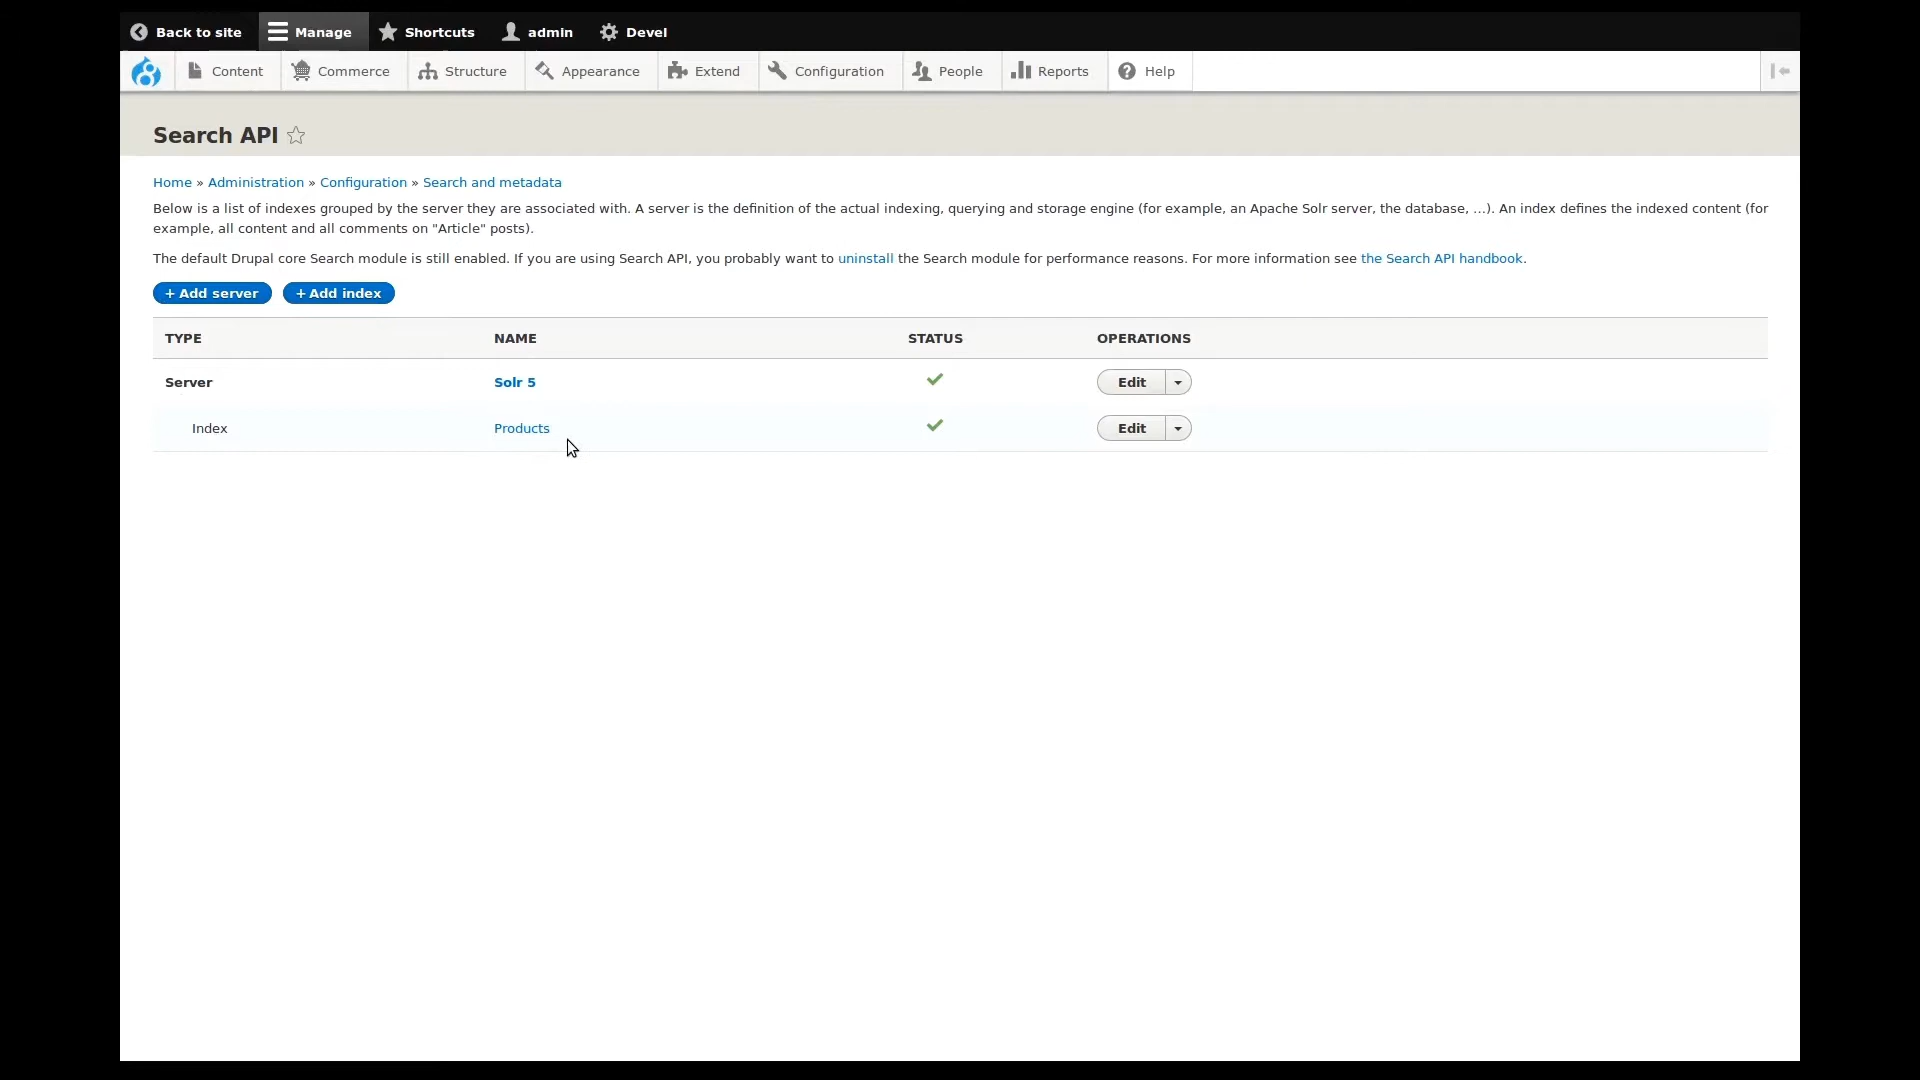 Back to site Manage Shortcuts admin Devel
Content Commerce Structure Appearance Extend Configuration People Reports Help
Search API
Home » Administration » Configuration » Search and metadata
Below is a list of indexes grouped by the server they are associated with. A server is the definition of the actual indexing, querying and storage engine (for example, an Apache Solr server, the database, …). An index defines the indexed content (for
example, all content and all comments on "Article" posts).
The default Drupal core Search module is still enabled. If you are using Search API, you probably want to uninstall the Search module for performance reasons. For more information see the Search API handbook.
+ Add server + Add index
TYPE NAME STATUS OPERATIONS
Server Solr 5 Edit
Index Products Edit